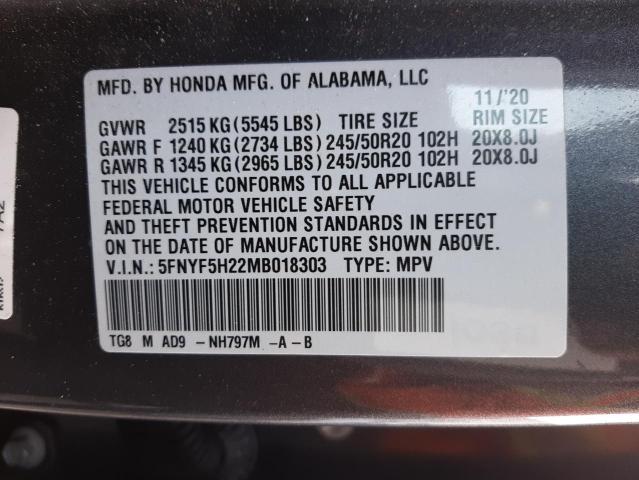 MFD. BY HONDA MFG. OF ALABAMA, LLC
11/'20
GVWR 2515 KG (5545 LBS) TIRE SIZE RIM SIZE
GAWR F 1240 KG (2734 LBS) 245/50R20 102H 20X8.0J
GAWR R 1345 KG (2965 LBS) 245/50R20 102H 20X8.0J
THIS VEHICLE CONFORMS TO ALL APPLICABLE
FEDERAL MOTOR VEHICLE SAFETY
AND THEFT PREVENTION STANDARDS IN EFFECT
ON THE DATE OF MANUFACTURE SHOWN ABOVE.
V.I.N.: 5FNYF5H22MB018303 TYPE: MPV
TG8 M AD9 -NH797M -A -B